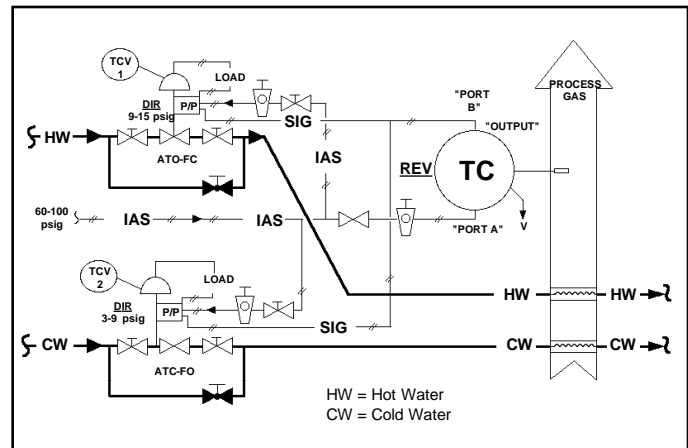 TCV
1
LOAD
DIR
9-15 psig
P/P
SIG
HW
ATO-FC
IAS
"PORT
B"
"OUTPUT"
REV
TC
"PORT A"
V
PROCESS
GAS
60-100
psig
IAS
IAS
TCV
2
LOAD
DIR
3-9 psig
P/P
SIG
CW
ATC-FO
HW
HW
CW
CW
HW = Hot Water
CW = Cold Water